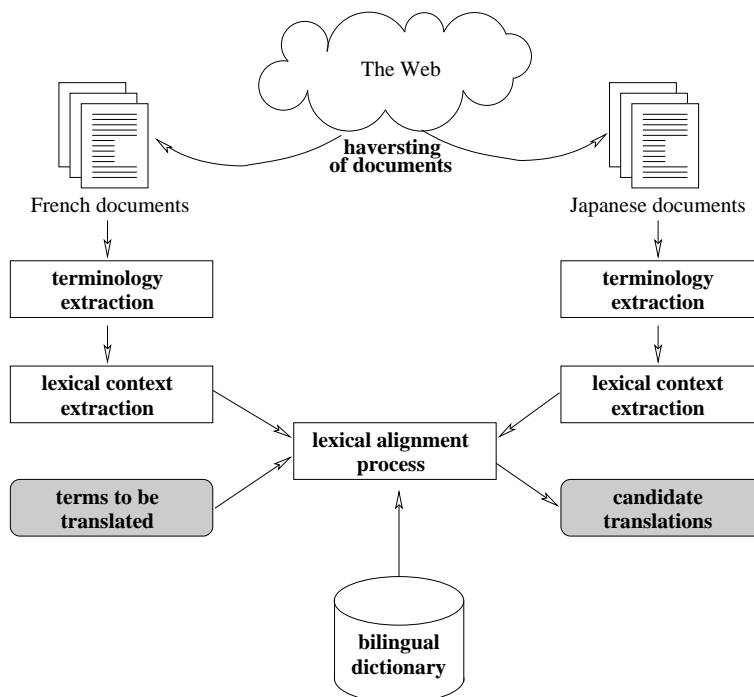 The Web
haversting
of documents
French documents
Japanese documents
terminology
extraction
terminology
extraction
lexical context
extraction
lexical context
extraction
lexical alignment
process
terms to be
translated
candidate
translations
bilingual
dictionary